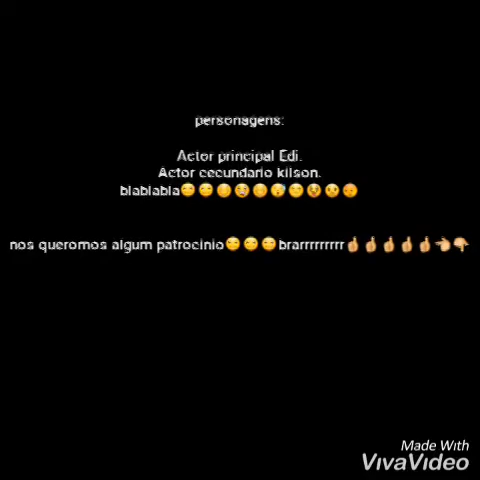 personagens:
Actor principal Edi.
Actor cecundario kilson.
blablabla😏😑😊😭😊😴😏😵😐😡
nos queromos algum patrocinio😏😏😏brarrrrrrrrr☝☝☝☝☝👈👇
Made With
VivaVideo